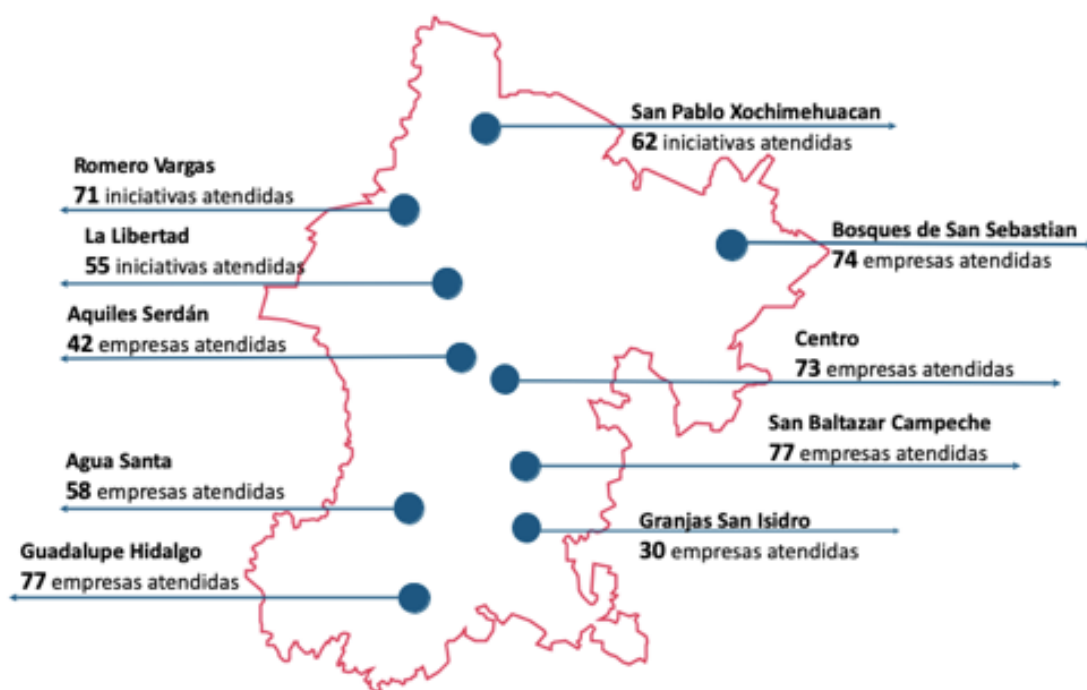 San Pablo Xochimehuacan
62 iniciativas atendidas
Romero Vargas
71 iniciativas atendidas
La Libertad
55 iniciativas atendidas
Bosques de San Sebastian
74 empresas atendidas
Aquiles Serdán
42 empresas atendidas
Centro
73 empresas atendidas
San Baltazar Campeche
77 empresas atendidas
Agua Santa
58 empresas atendidas
Granjas San Isidro
30 empresas atendidas
Guadalupe Hidalgo
77 empresas atendidas